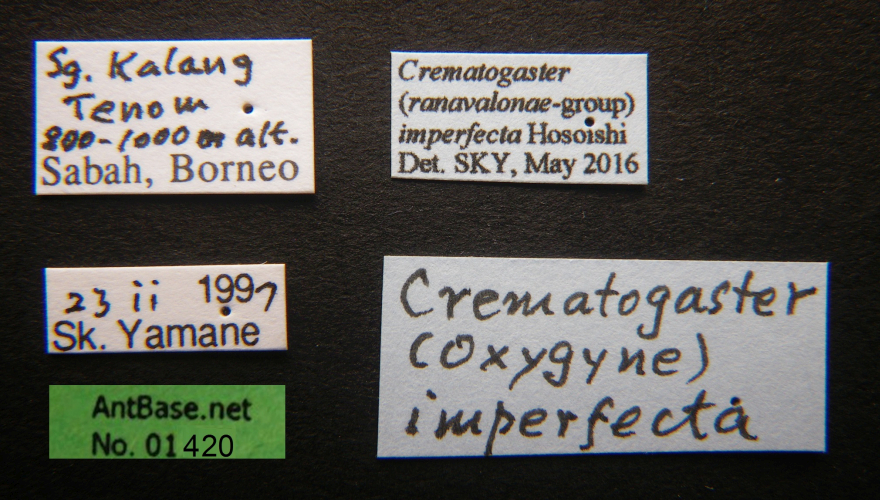 Sg. Kalang
Tenom
800-1000 m alt.
Sabah, Borneo
Crematogaster
(ranavalonae-group)
imperfecta Hosoishi
Det. SKY, May 2016
23 ii 1997
Sk. Yamane
AntBase.net
No. 01420
Crematogaster
(Oxygyne)
imperfecta